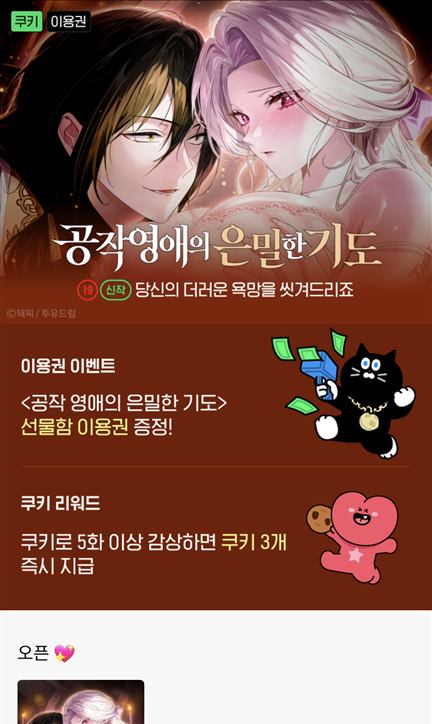 쿠키 이용권
공작영애의 은밀한 기도
19 신작 당신의 더러운 욕망을 씻겨드리죠
©돼찌 / 투유드림
이용권 이벤트
<공작 영애의 은밀한 기도>
선물함 이용권 증정!
쿠키 리워드
쿠키로 5화 이상 감상하면 쿠키 3개
즉시 지급
오픈 💖